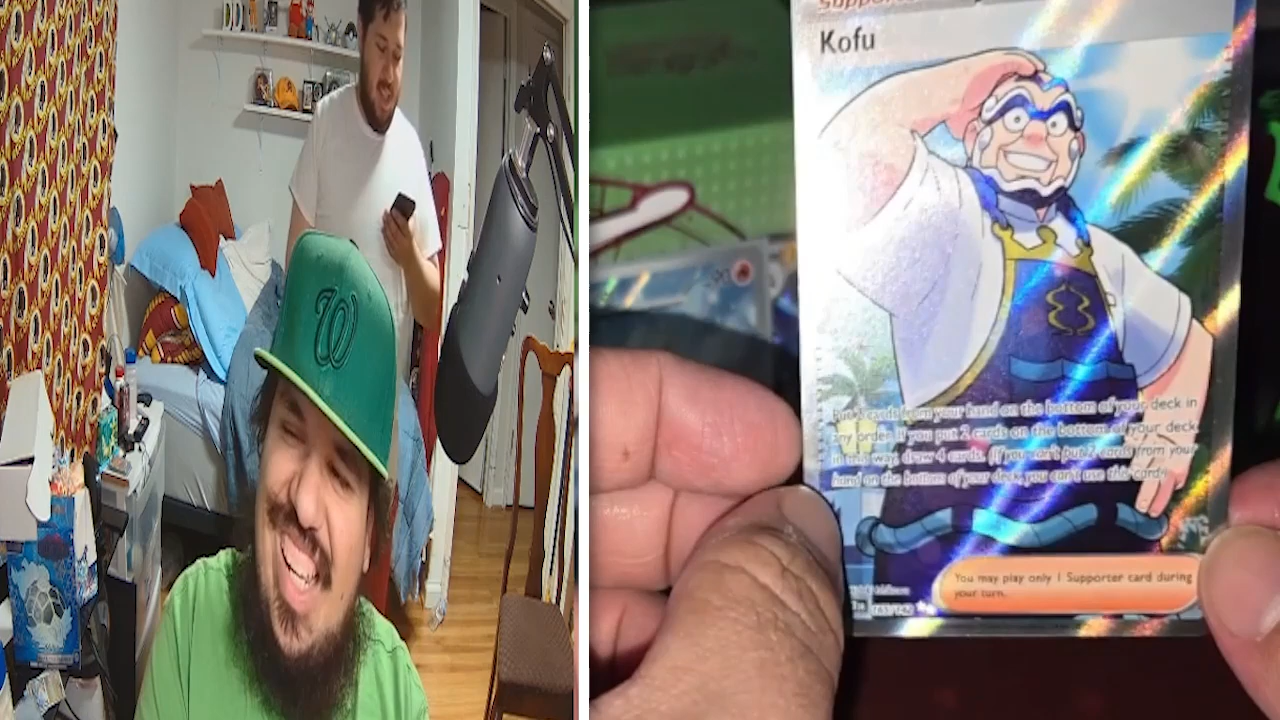 W
Supporter
Kofu
90
Put 2 cards from your hand on the bottom of your deck in
any order. If you put 2 cards on the bottom of your deck
in this way, draw 4 cards. (If you can't put 2 cards from your
hand on the bottom of your deck, you can't use this card.)
You may play only 1 Supporter card during
your turn.
/142